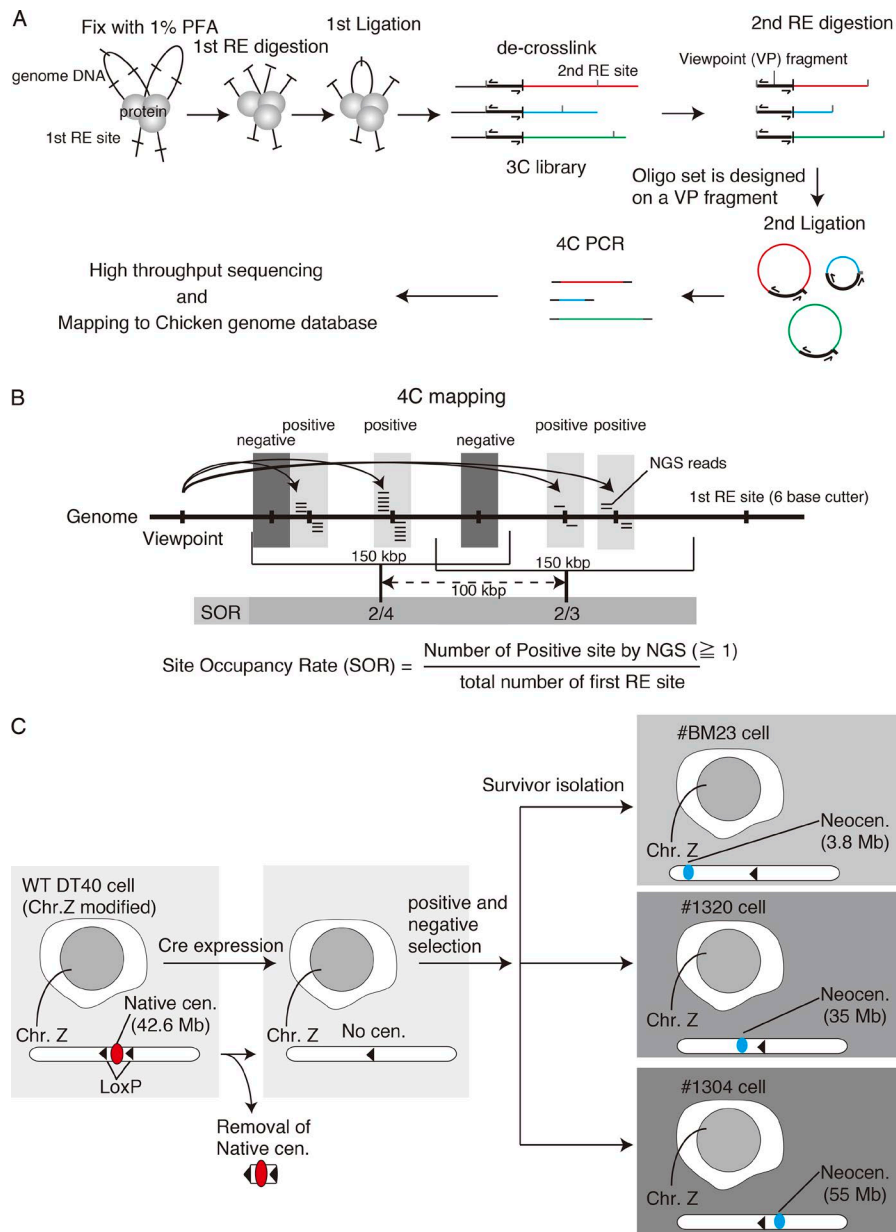 A
Fix with 1% PFA
1st RE digestion
1st Ligation
de-crosslink
2nd RE digestion
genome DNA
protein
1st RE site
2nd RE site
Viewpoint (VP) fragment
3C library
Oligo set is designed
on a VP fragment
2nd Ligation
4C PCR
High throughput sequencing
and
Mapping to Chicken genome database
B
4C mapping
negative
positive
positive
negative
positive
positive
NGS reads
1st RE site (6 base cutter)
Genome
Viewpoint
150 kbp
150 kbp
100 kbp
SOR
2/4
2/3
Site Occupancy Rate (SOR) =
Number of Positive site by NGS (≧ 1)
total number of first RE site
C
WT DT40 cell
(Chr.Z modified)
Chr. Z
Native cen.
(42.6 Mb)
LoxP
Cre expression
Removal of
Native cen.
Chr. Z
No cen.
positive and
negative
selection
Survivor isolation
#BM23 cell
Chr. Z
Neocen.
(3.8 Mb)
#1320 cell
Chr. Z
Neocen.
(35 Mb)
#1304 cell
Chr. Z
Neocen.
(55 Mb)